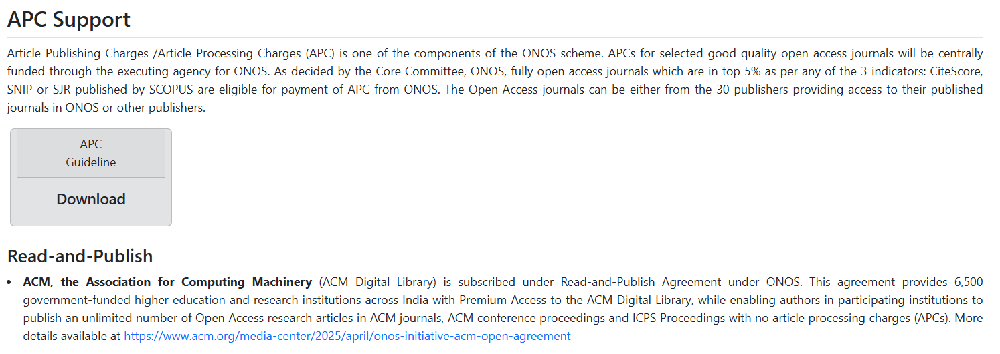 APC Support
Article Publishing Charges /Article Processing Charges (APC) is one of the components of the ONOS scheme. APCs for selected good quality open access journals will be centrally
funded through the executing agency for ONOS. As decided by the Core Committee, ONOS, fully open access journals which are in top 5% as per any of the 3 indicators: CiteScore,
SNIP or SJR published by SCOPUS are eligible for payment of APC from ONOS. The Open Access journals can be either from the 30 publishers providing access to their published
journals in ONOS or other publishers.
APC
Guideline
Download
Read-and-Publish
• ACM, the Association for Computing Machinery (ACM Digital Library) is subscribed under Read-and-Publish Agreement under ONOS. This agreement provides 6,500
government-funded higher education and research institutions across India with Premium Access to the ACM Digital Library, while enabling authors in participating institutions to
publish an unlimited number of Open Access research articles in ACM journals, ACM conference proceedings and ICPS Proceedings with no article processing charges (APCs). More
details available at https://www.acm.org/media-center/2025/april/onos-initiative-acm-open-agreement